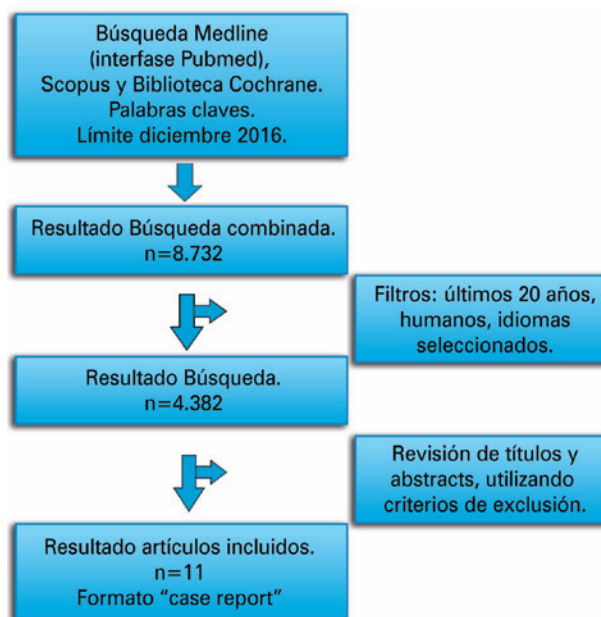 Búsqueda Medline
(interfase Pubmed),
Scopus y Biblioteca Cochrane.
Palabras claves.
Límite diciembre 2016.
Resultado Búsqueda combinada.
n=8.732
Filtros: últimos 20 años,
humanos, idiomas
seleccionados.
Resultado Búsqueda.
n=4.382
Revisión de títulos y
abstracts, utilizando
criterios de exclusión.
Resultado artículos incluidos.
n=11
Formato “case report”